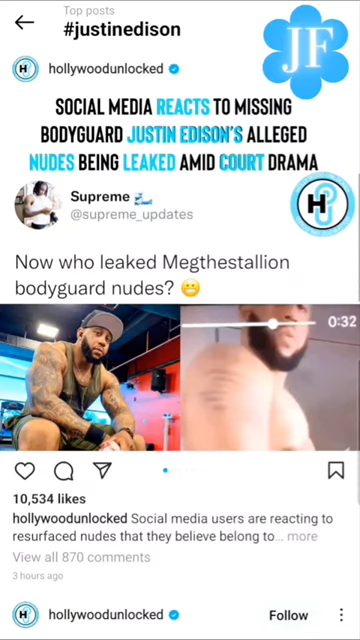 Top posts
#justinedison
JF
H
hollywoodunlocked
SOCIAL MEDIA REACTS TO MISSING
BODYGUARD JUSTIN EDISON'S ALLEGED
NUDES BEING LEAKED AMID COURT DRAMA
Supreme
@supreme_updates
H
Now who leaked Megthestallion
bodyguard nudes? 😬
0:32
10,534 likes
hollywoodunlocked Social media users are reacting to
resurfaced nudes that they believe belong to... more
View all 870 comments
3 hours ago
H
hollywoodunlocked
Follow